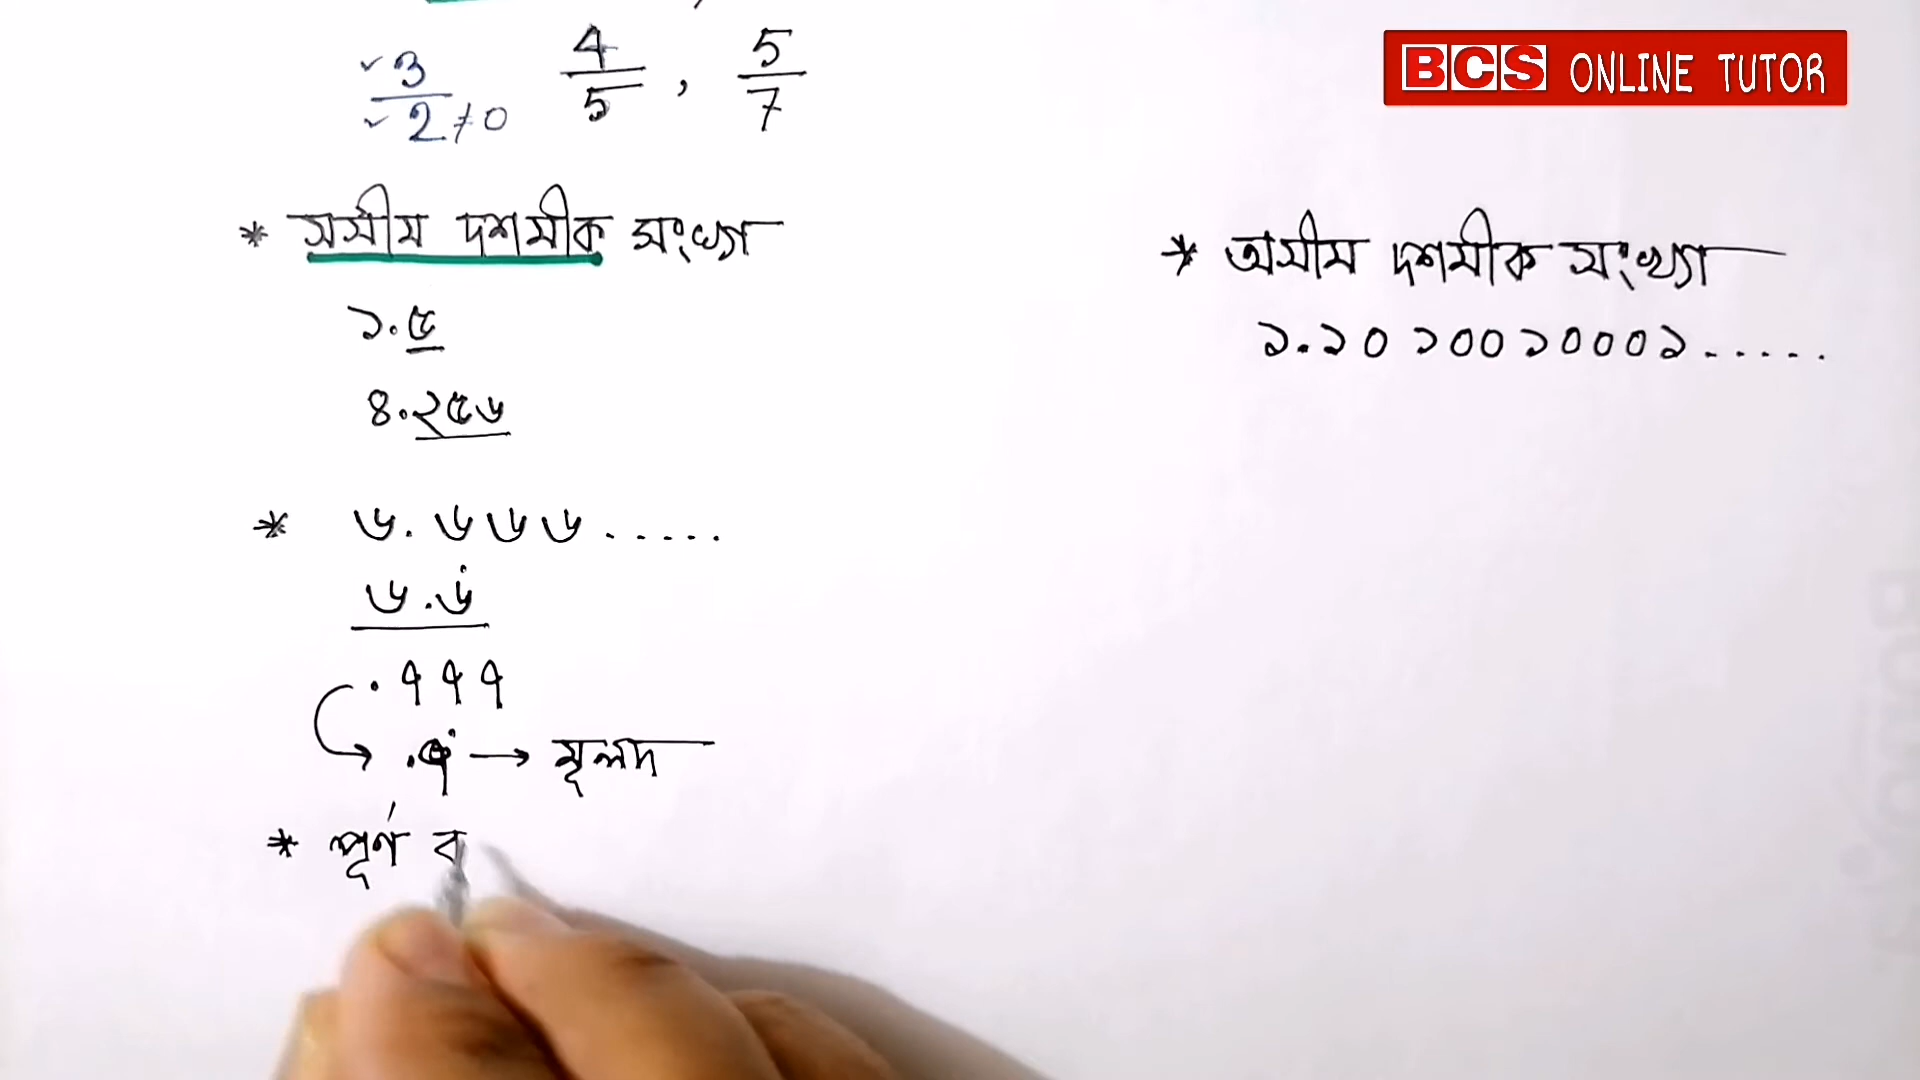 BCS ONLINE TUTOR
3/2≠0 4/5 , 5/7
* সসীম দশমীক সংখ্যা
১.৫
৪.২৫৬
* ৬.৬৬৬.....
৬.৬̇
.৭৭৭
.৭̇ → মূলদ
* পূর্ণ ব
* অসীম দশমীক সংখ্যা
১.১০১০০১০০০১.....